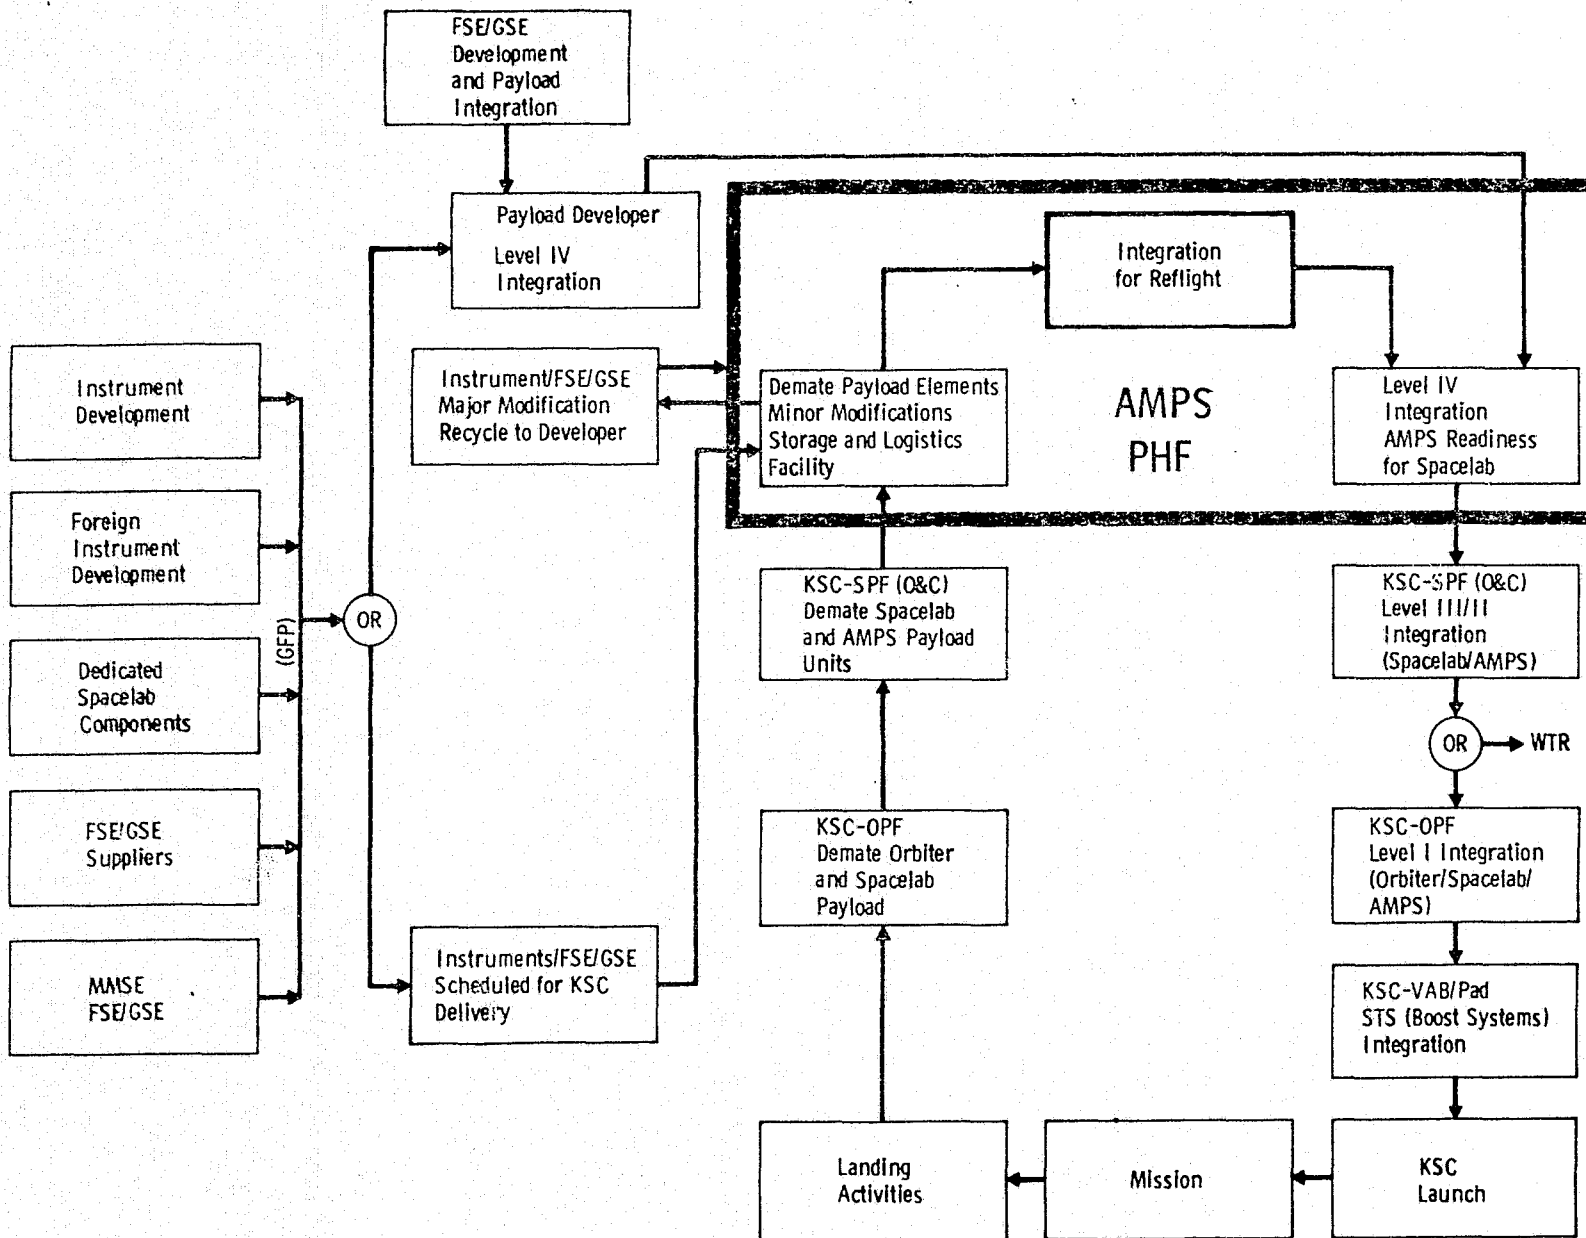 FSE/GSE
Development
and Payload
Integration
Payload Developer
Level IV
Integration
Integration
for Reflight
Instrument
Development
Instrument/FSE/GSE
Major Modification
Recycle to Developer
Demate Payload Elements
Minor Modifications
Storage and Logistics
Facility
AMPS
PHF
Level IV
Integration
AMPS Readiness
for Spacelab
Foreign
Instrument
Development
(GFP)
OR
KSC-SPF (O&C)
Demate Spacelab
and AMPS Payload
Units
KSC-SPF (O&C)
Level III/II
Integration
(Spacelab/AMPS)
Dedicated
Spacelab
Components
OR
WTR
FSE/GSE
Suppliers
KSC-OPF
Demate Orbiter
and Spacelab
Payload
KSC-OPF
Level I Integration
(Orbiter/Spacelab/
AMPS)
MMSE
FSE/GSE
Instruments/FSE/GSE
Scheduled for KSC
Delivery
KSC-VAB/Pad
STS (Boost Systems)
Integration
Landing
Activities
Mission
KSC
Launch